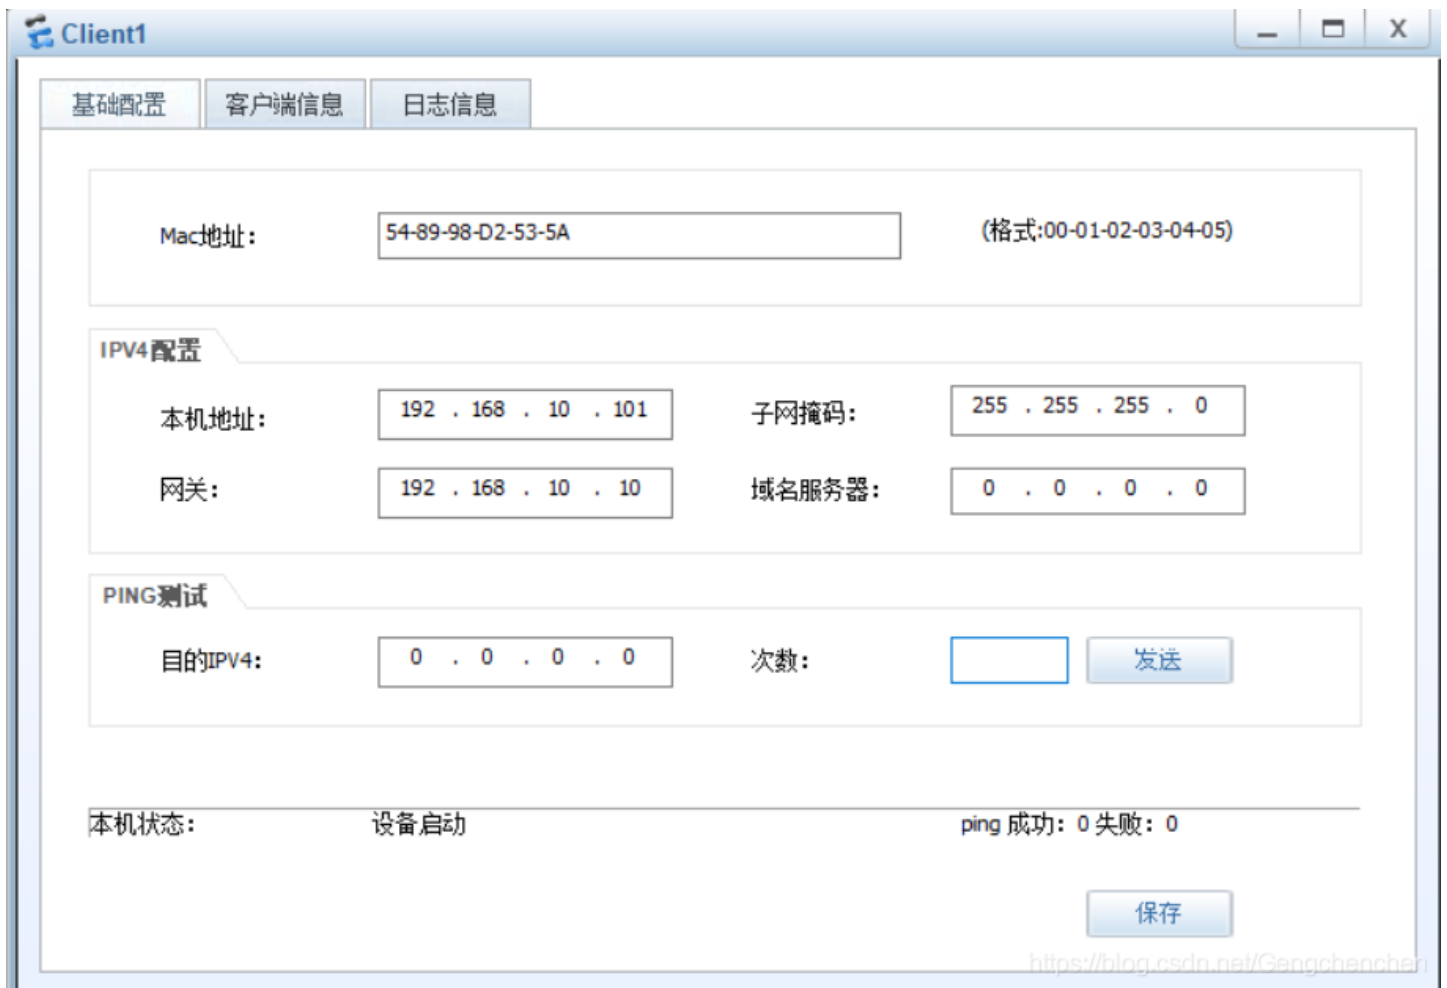 Client1
基础配置 客户端信息 日志信息
Mac地址： 54-89-98-D2-53-5A (格式:00-01-02-03-04-05)
IPV4配置
本机地址： 192 . 168 . 10 . 101 子网掩码： 255 . 255 . 255 . 0
网关： 192 . 168 . 10 . 10 域名服务器： 0 . 0 . 0 . 0
PING测试
目的IPV4： 0 . 0 . 0 . 0 次数： 发送
本机状态： 设备启动 ping 成功：0 失败：0
保存
https://blog.csdn.net/Gengchenchen